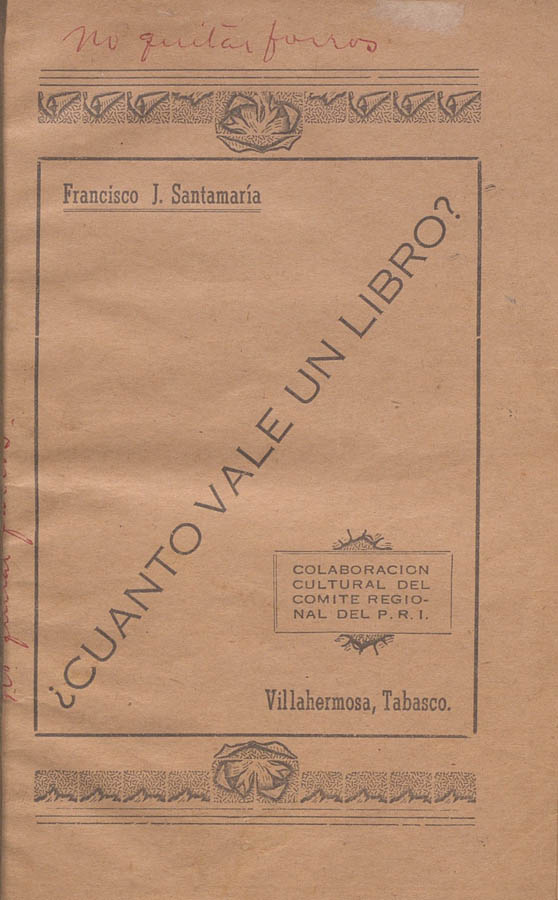 No quitar forros
Francisco J. Santamaría
¿CUANTO VALE UN LIBRO?
COLABORACION
CULTURAL DEL
COMITE REGIO-
NAL DEL P.R.I.
Villahermosa, Tabasco.